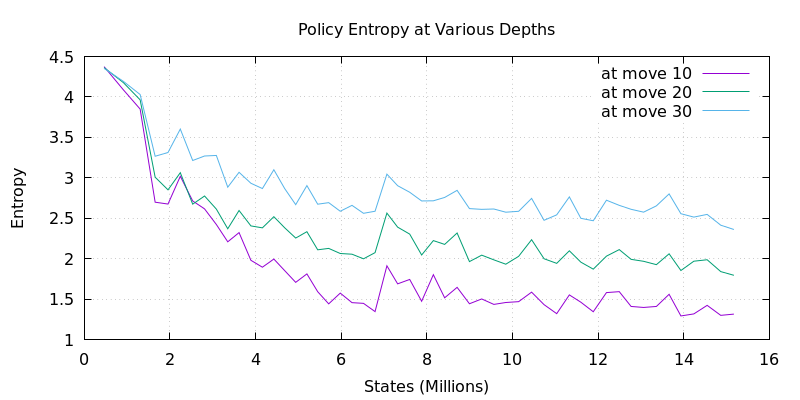 Policy Entropy at Various Depths
4.5
4
3.5
3
2.5
2
1.5
1
0 2 4 6 8 10 12 14 16
Entropy
States (Millions)
at move 10
at move 20
at move 30